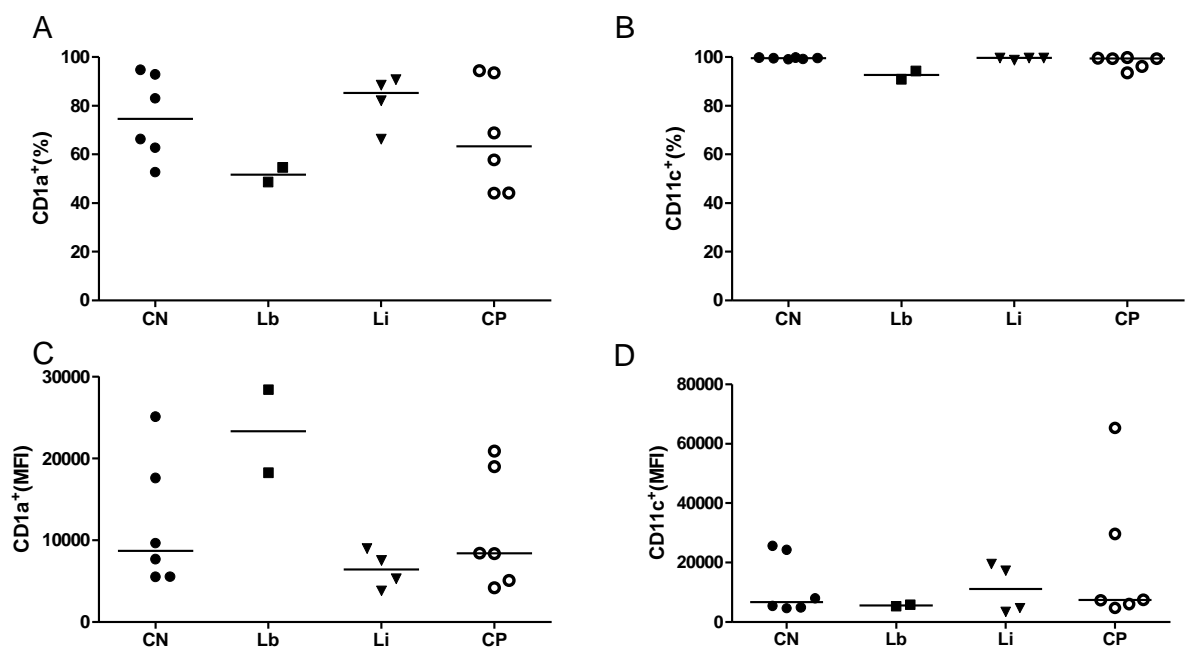 A
CD1a+(%)
100
80
60
40
20
0
CN Lb Li CP
B
CD11c+(%)
100
80
60
40
20
0
CN Lb Li CP
C
CD1a+(MFI)
30000
20000
10000
0
CN Lb Li CP
D
CD11c+(MFI)
80000
60000
40000
20000
0
CN Lb Li CP